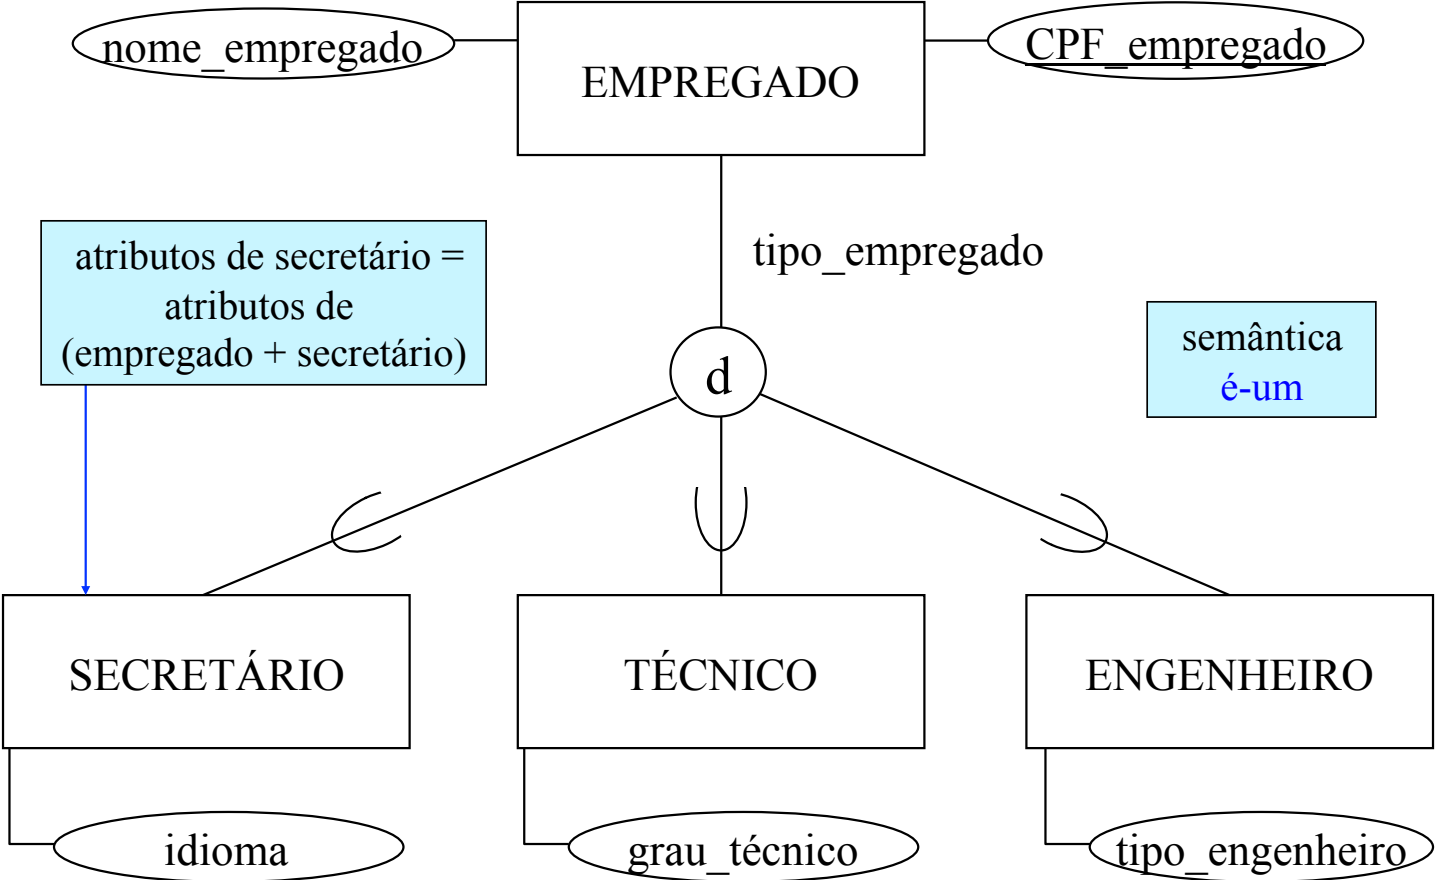 nome_empregado
CPF_empregado
EMPREGADO
atributos de secretário =
atributos de
(empregado + secretário)
tipo_empregado
semântica
é-um
d
SECRETÁRIO
TÉCNICO
ENGENHEIRO
idioma
grau_técnico
tipo_engenheiro